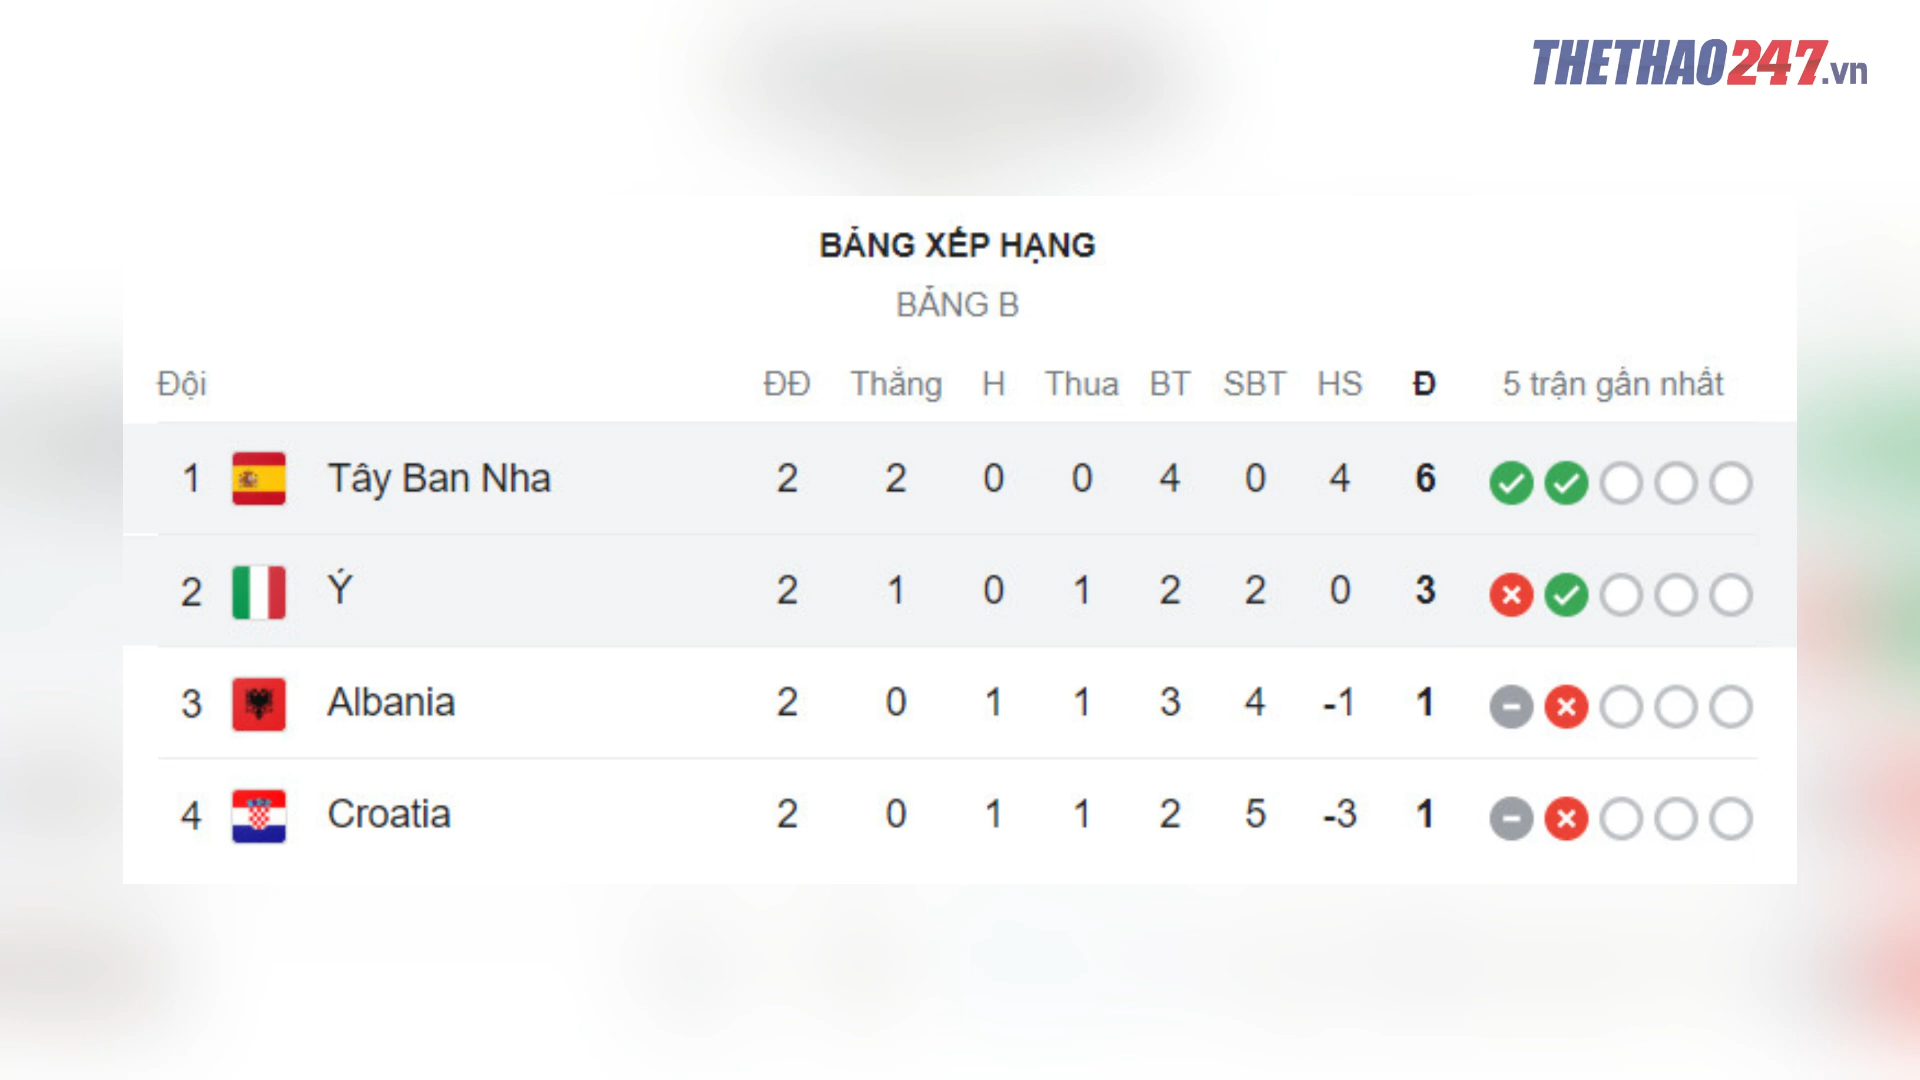 THETHAO247.vn
BẢNG XẾP HẠNG
BẢNG B
Đội ĐĐ Thắng H Thua BT SBT HS Đ 5 trận gần nhất
1 Tây Ban Nha 2 2 0 0 4 0 4 6
2 Ý 2 1 0 1 2 2 0 3
3 Albania 2 0 1 1 3 4 -1 1
4 Croatia 2 0 1 1 2 5 -3 1